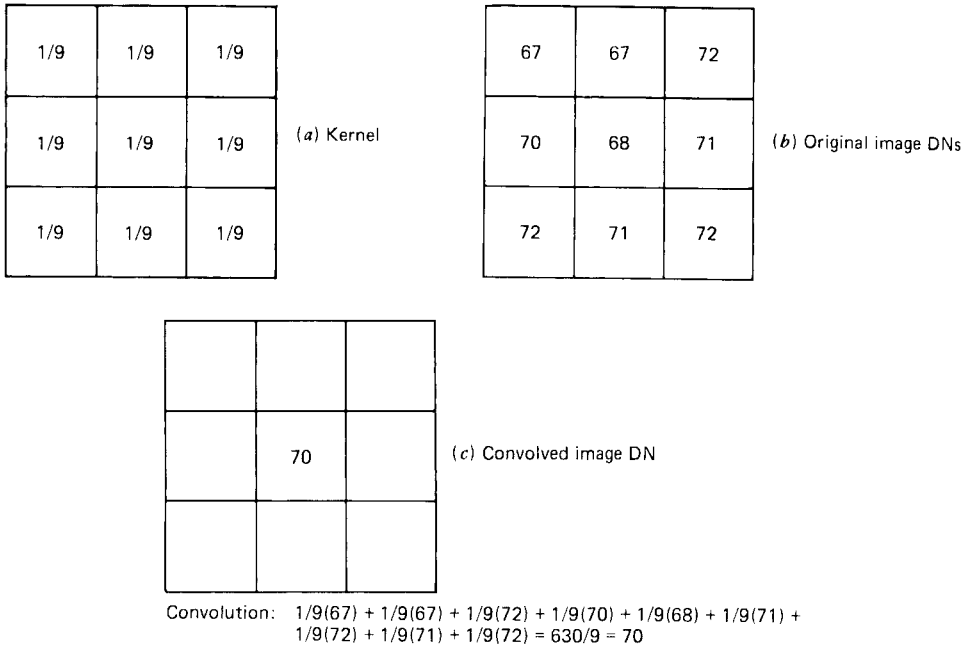 1/9 1/9 1/9
1/9 1/9 1/9
1/9 1/9 1/9
(a) Kernel
67 67 72
70 68 71
72 71 72
(b) Original image DNs
70
(c) Convolved image DN
Convolution: 1/9(67) + 1/9(67) + 1/9(72) + 1/9(70) + 1/9(68) + 1/9(71) +
1/9(72) + 1/9(71) + 1/9(72) = 630/9 = 70